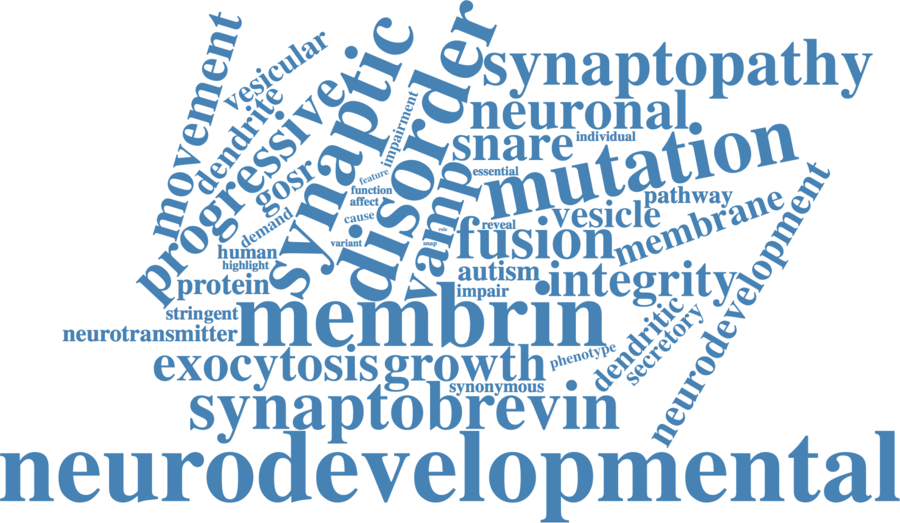 movement
vesicular
dendrite
progressive
gosr
synaptic
disorder
impairment
synaptopathy
neuronal
snare
individual
mutation
essential
feature
function
affect
cause
variant
vamp
role
snap
reveal
vesicle
pathway
fusion
membrane
neurodevelopment
demand
human
highlight
protein
autism
integrity
impair
stringent
neurotransmitter
membrin
dendritic
secretory
exocytosis
growth
phenotype
synonymous
synaptobrevin
neurodevelopmental